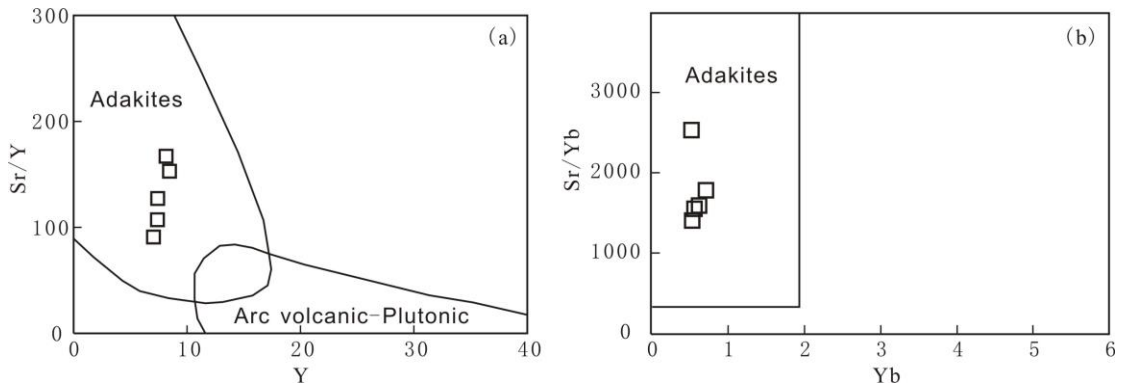 300
(a)
Adakites
200
Sr/Y
100
Arc volcanic-Plutonic
0
0 10 20 30 40
Y
(b)
Adakites
3000
Sr/Yb
2000
1000
0
0 1 2 3 4 5 6
Yb